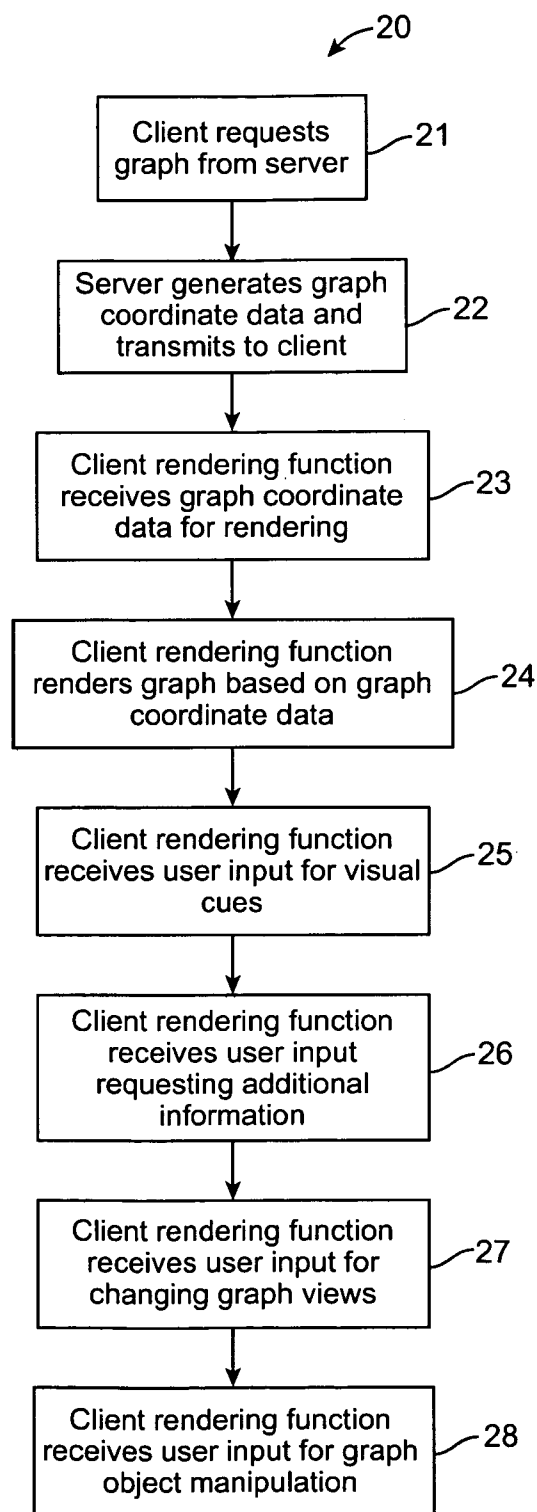 20
Client requests
graph from server
21
Server generates graph
coordinate data and
transmits to client
22
Client rendering function
receives graph coordinate
data for rendering
23
Client rendering function
renders graph based on graph
coordinate data
24
Client rendering function
receives user input for visual
cues
25
Client rendering function
receives user input
requesting additional
information
26
Client rendering function
receives user input for
changing graph views
27
Client rendering function
receives user input for graph
object manipulation
28